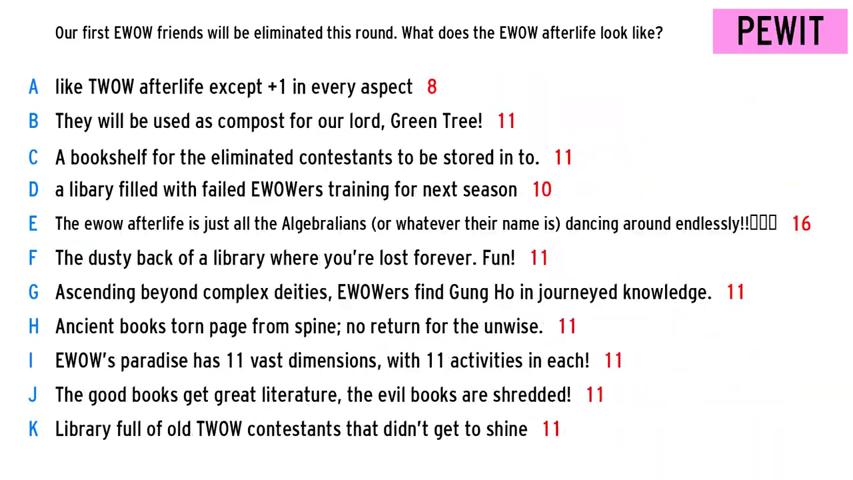 Our first EWOW friends will be eliminated this round. What does the EWOW afterlife look like?
PEWIT
A like TWOW afterlife except +1 in every aspect 8
B They will be used as compost for our lord, Green Tree! 11
C A bookshelf for the eliminated contestants to be stored in to. 11
D a libary filled with failed EWOWers training for next season 10
E The ewow afterlife is just all the Algebralians (or whatever their name is) dancing around endlessly!!▯▯▯ 16
F The dusty back of a library where you're lost forever. Fun! 11
G Ascending beyond complex deities, EWOWers find Gung Ho in journeyed knowledge. 11
H Ancient books torn page from spine; no return for the unwise. 11
I EWOW's paradise has 11 vast dimensions, with 11 activities in each! 11
J The good books get great literature, the evil books are shredded! 11
K Library full of old TWOW contestants that didn't get to shine 11